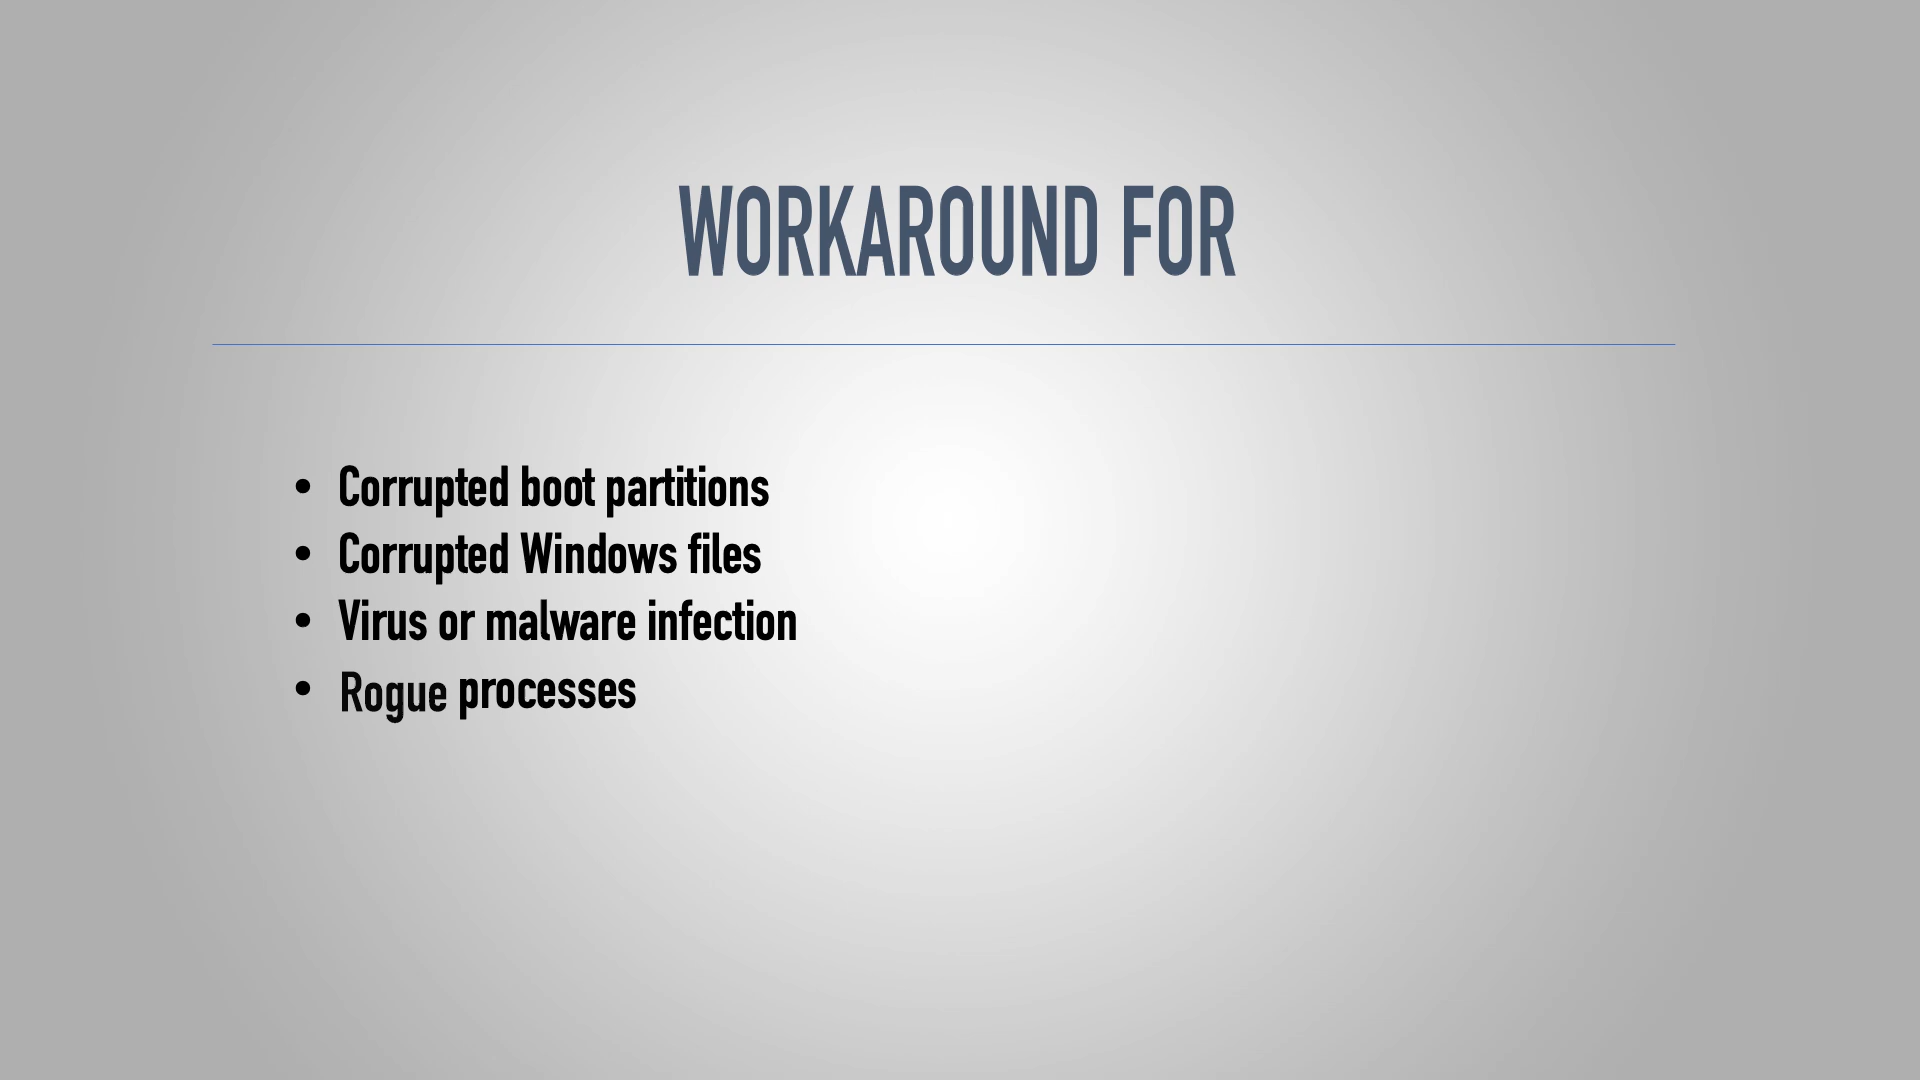 WORKAROUND FOR
• Corrupted boot partitions
• Corrupted Windows files
• Virus or malware infection
• Rogue processes